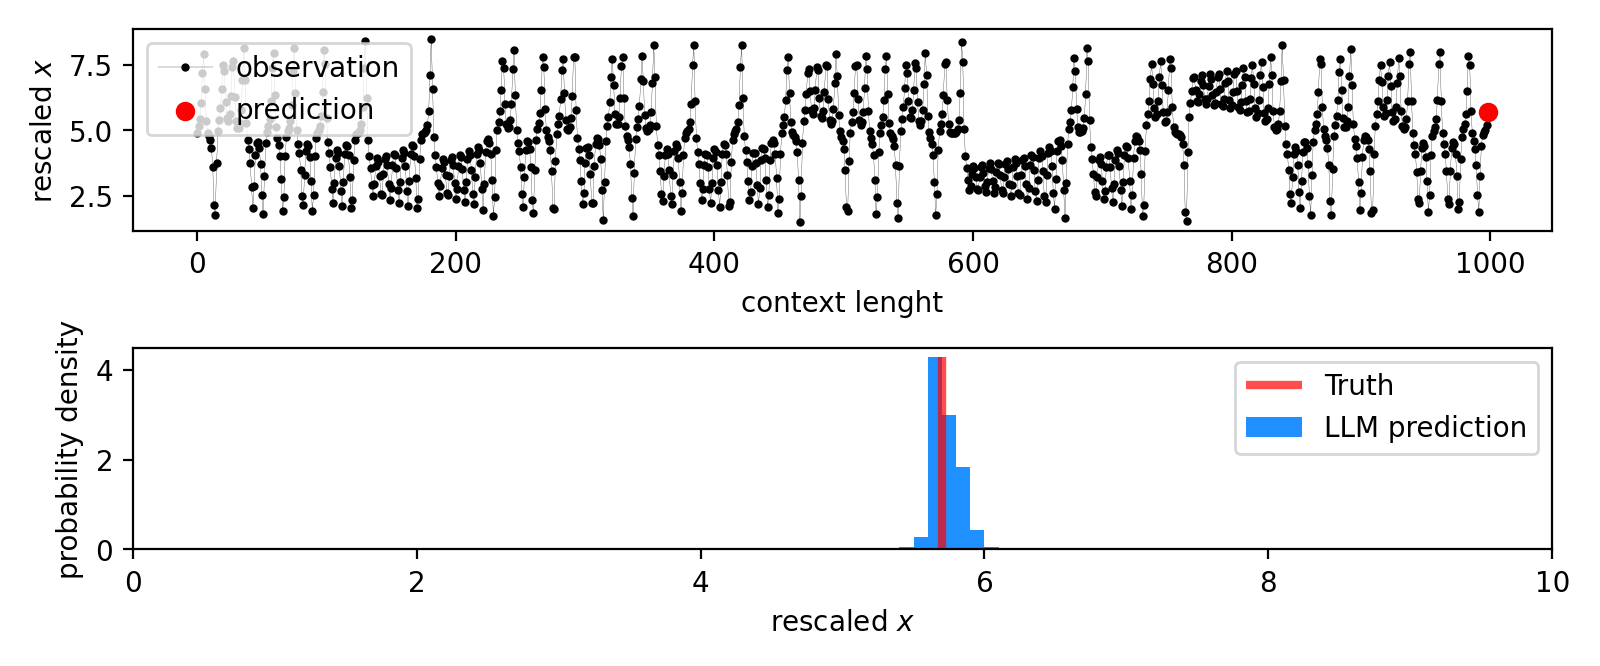 rescaled x
7.5
5.0
2.5
observation
prediction
0
200
400
600
800
1000
context lenght
probability density
4
2
0
Truth
LLM prediction
0
2
4
6
8
10
rescaled x